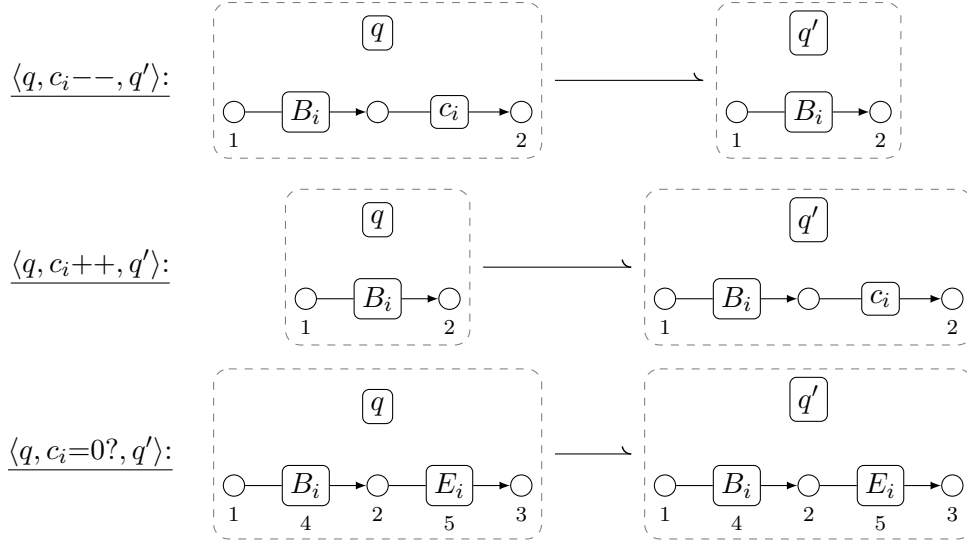 q q′
⟨q, c_i−−, q′⟩:
B_i c_i B_i
1 2 1 2
q q′
⟨q, c_i++, q′⟩:
B_i B_i c_i
1 2 1 2
q q′
⟨q, c_i=0?, q′⟩:
B_i E_i B_i E_i
1 4 2 5 3 1 4 2 5 3